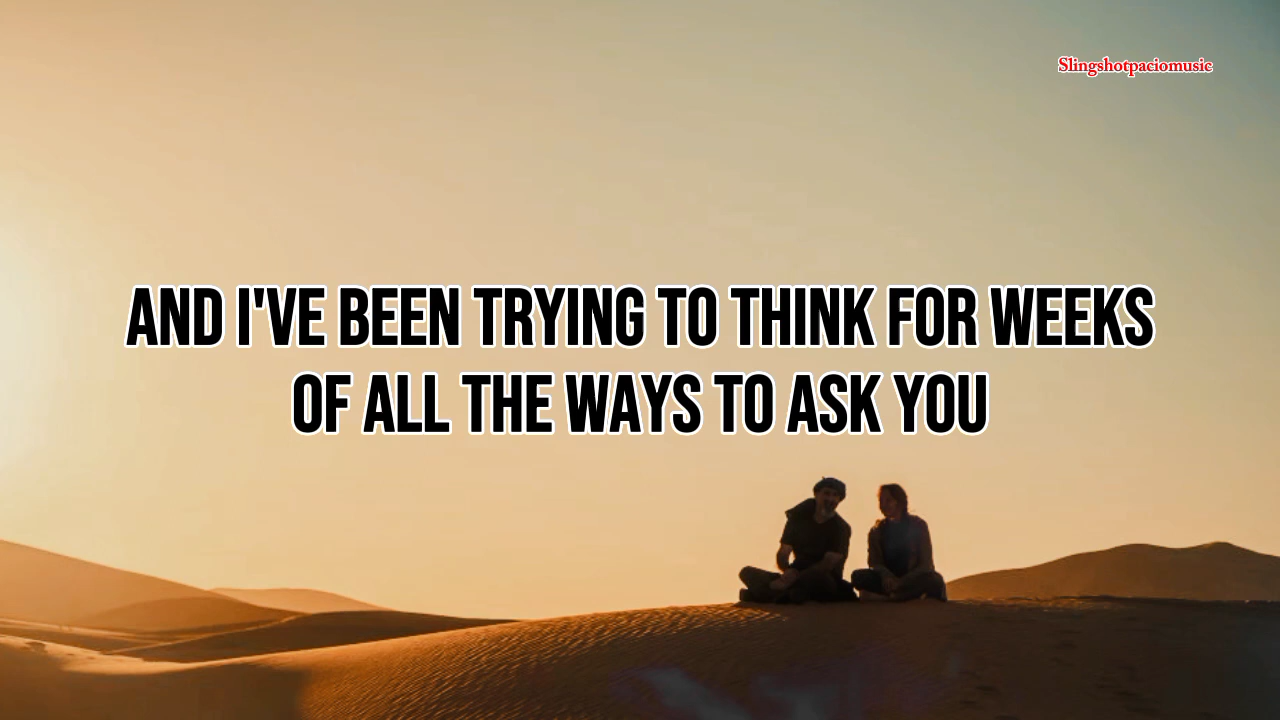 Slingshotpaciomusic
AND I'VE BEEN TRYING TO THINK FOR WEEKS
OF ALL THE WAYS TO ASK YOU